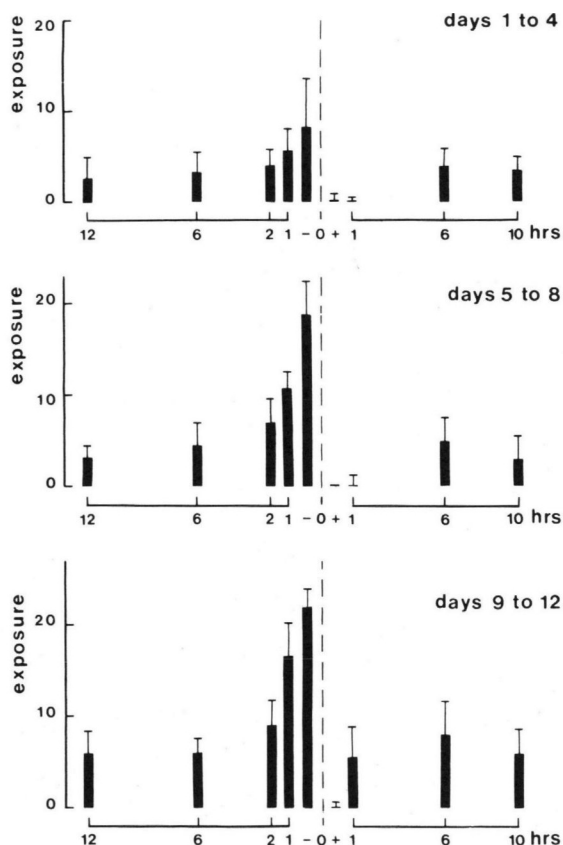 days 1 to 4
exposure
20
10
0
12 6 2 1 – 0 + 1 6 10 hrs
days 5 to 8
exposure
20
10
0
12 6 2 1 – 0 + 1 6 10 hrs
days 9 to 12
exposure
20
10
0
12 6 2 1 – 0 + 1 6 10 hrs